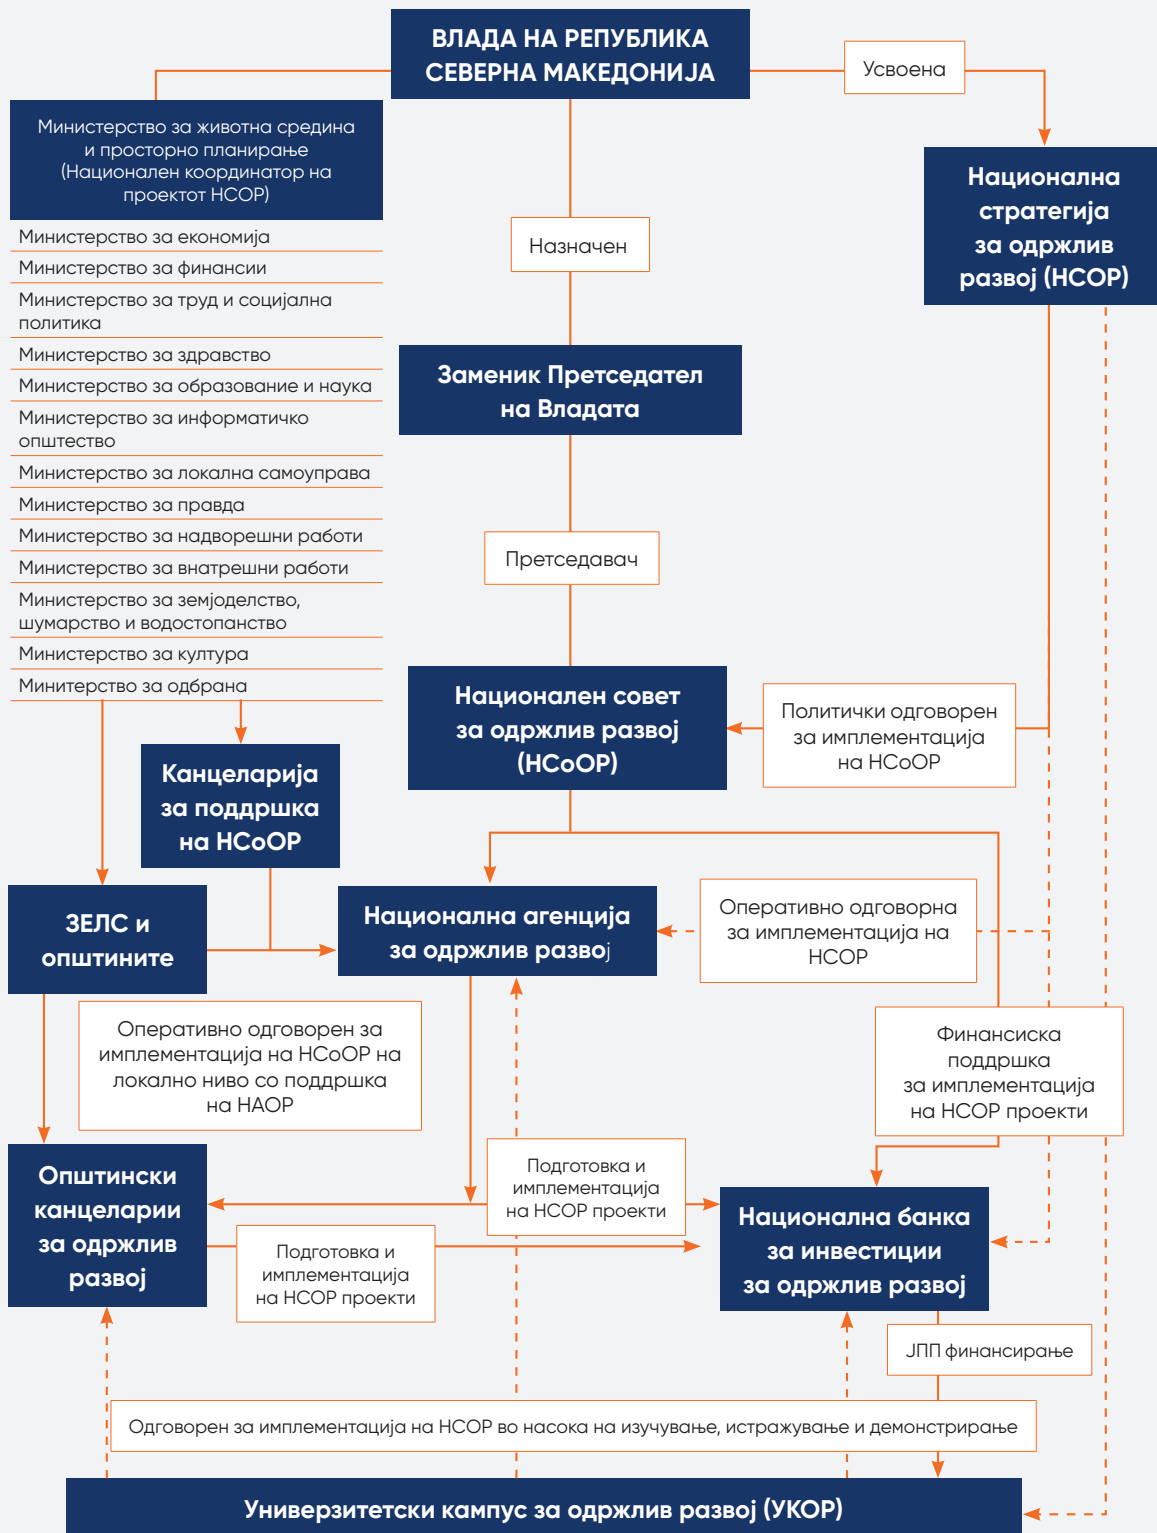 ВЛАДА НА РЕПУБЛИКА
СЕВЕРНА МАКЕДОНИЈА
Усвоена
Министерство за животна средина
и просторно планирање
(Национален координатор на
проектот НСОР)
Национална
стратегија
за одржлив
развој (НСОР)
Министерство за економија
Министерство за финансии
Министерство за труд и социјална
политика
Министерство за здравство
Министерство за образование и наука
Министерство за информатичко
општество
Министерство за локална самоуправа
Министерство за правда
Министерство за надворешни работи
Министерство за внатрешни работи
Министерство за земјоделство,
шумарство и водостопанство
Министерство за култура
Минитерство за одбрана
Назначен
Заменик Претседател
на Владата
Претседавач
Национален совет
за одржлив развој
(НСоОР)
Политички одговорен
за имплементација
на НСоОР
Канцеларија
за поддршка
на НСоОР
ЗЕЛС и
општините
Национална агенција
за одржлив развој
Оперативно одговорна
за имплементација на
НСОР
Оперативно одговорен за
имплементација на НСоОР на
локално ниво со поддршка
на НАОР
Финансиска
поддршка
за имплементација
на НСОР проекти
Општински
канцеларии
за одржлив
развој
Подготовка и
имплементација
на НСОР проекти
Подготовка и
имплементација
на НСОР проекти
Национална банка
за инвестиции
за одржлив развој
ЈПП финансирање
Одговорен за имплементација на НСОР во насока на изучување, истражување и демонстрирање
Универзитетски кампус за одржлив развој (УКОР)